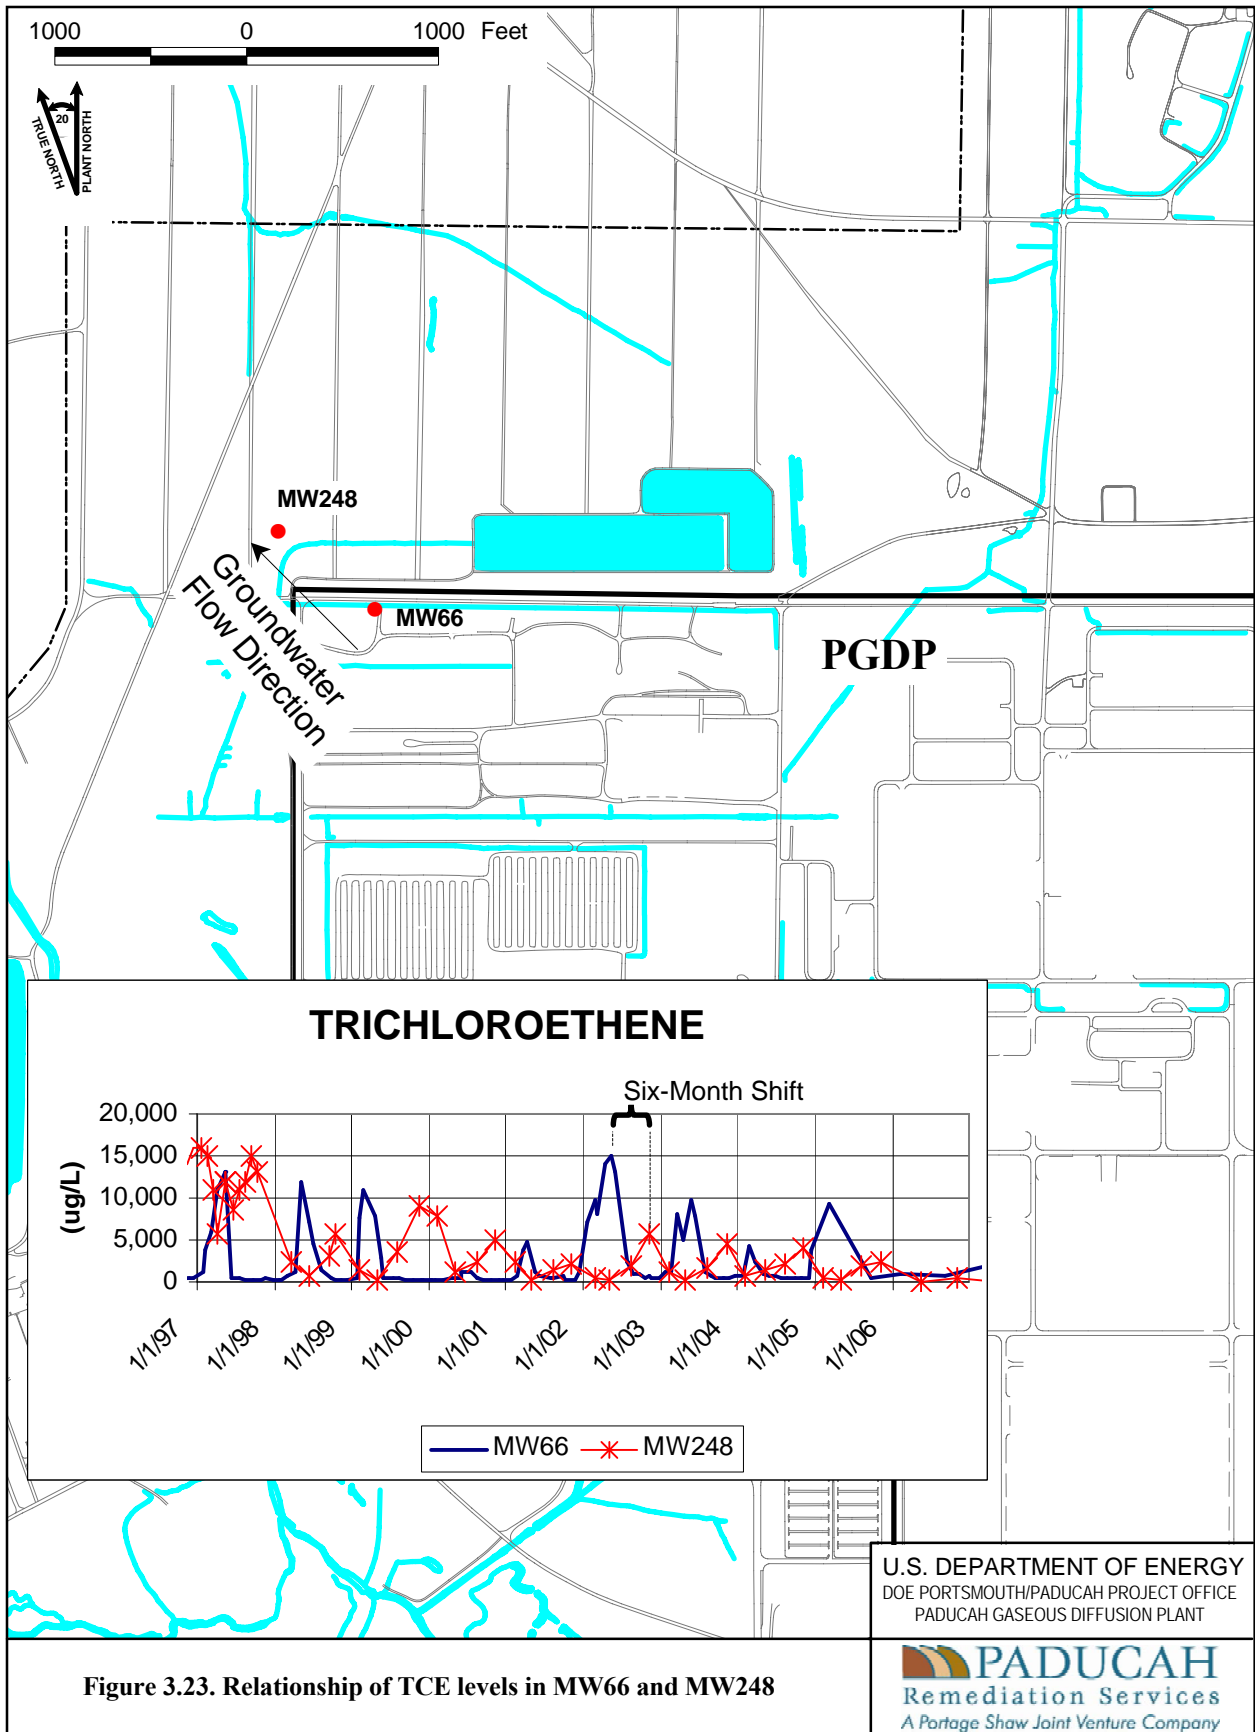 1000 0 1000 Feet
20
TRUE NORTH
PLANT NORTH
MW248
MW66
Groundwater
Flow Direction
PGDP
TRICHLOROETHENE
Six-Month Shift
(ug/L)
20,000
15,000
10,000
5,000
0
1/1/97 1/1/98 1/1/99 1/1/00 1/1/01 1/1/02 1/1/03 1/1/04 1/1/05 1/1/06
MW66 MW248
U.S. DEPARTMENT OF ENERGY
DOE PORTSMOUTH/PADUCAH PROJECT OFFICE
PADUCAH GASEOUS DIFFUSION PLANT
Figure 3.23. Relationship of TCE levels in MW66 and MW248
PADUCAH
Remediation Services
A Portage Shaw Joint Venture Company